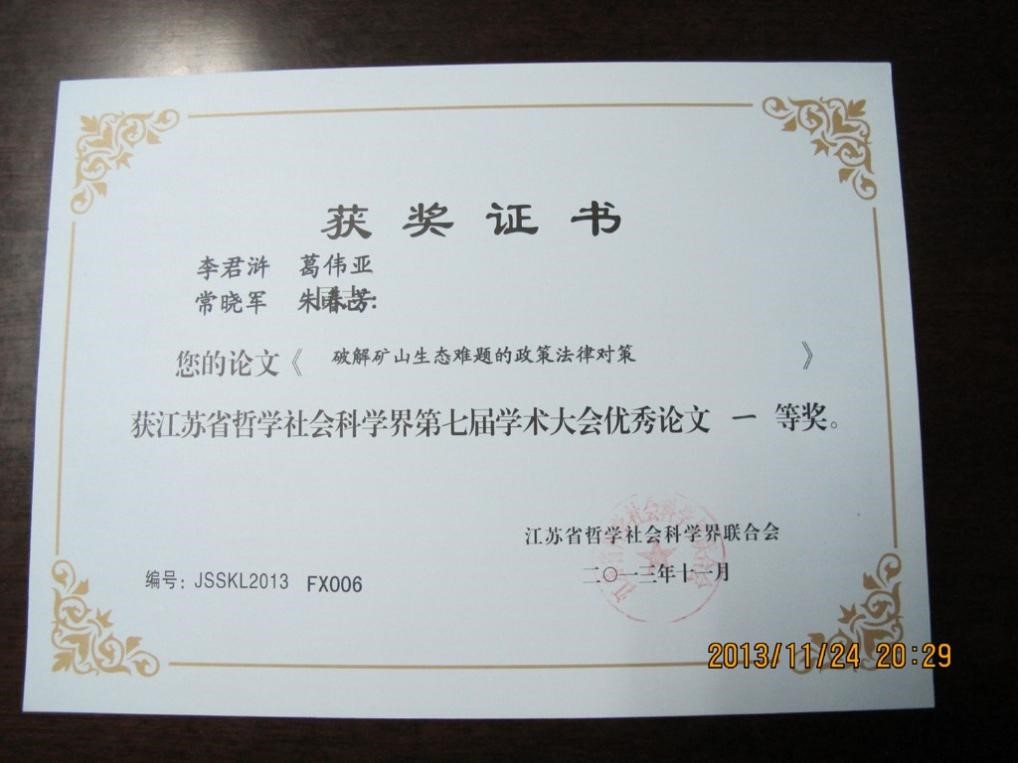 获奖证书
李君浒 葛伟亚
常晓军 朱春芳:
您的论文《 破解矿山生态难题的政策法律对策 》
获江苏省哲学社会科学界第七届学术大会优秀论文 一 等奖。
江苏省哲学社会科学界联合会
二〇一三年十一月
编号: JSSKL2013 FX006
2013/11/24 20:29